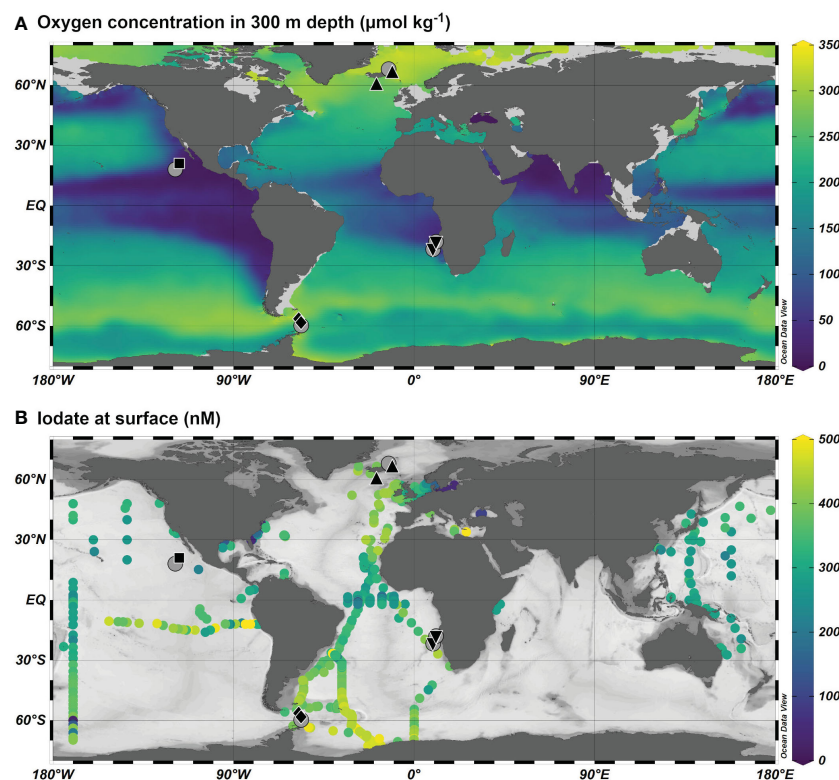 A Oxygen concentration in 300 m depth (µmol kg⁻¹)
350
60°N
300
30°N
250
200
EQ
150
30°S
100
50
60°S
Ocean Data View
0
180°W 90°W 0° 90°E 180°E
B Iodate at surface (nM)
500
60°N
400
30°N
300
EQ
200
30°S
100
60°S
Ocean Data View
0
180°W 90°W 0° 90°E 180°E